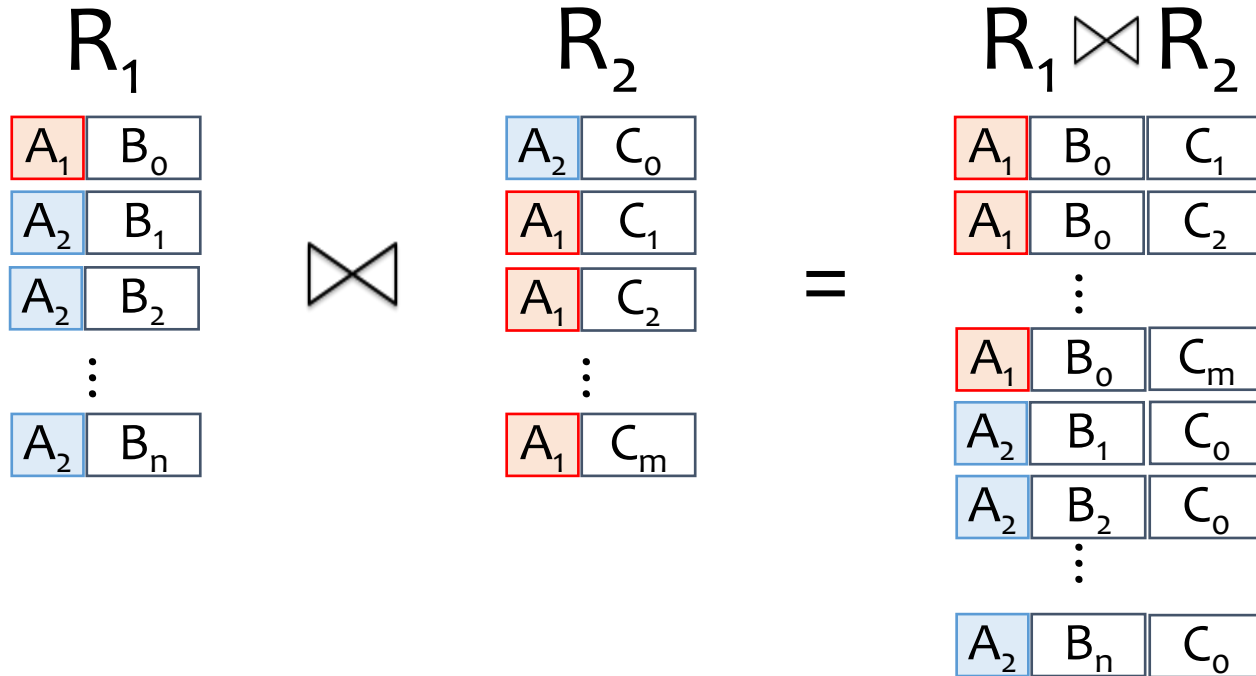 R₁ R₂ R₁ ⋈ R₂
A₁ B₀ A₂ C₀ A₁ B₀ C₁
A₂ B₁ A₁ C₁ A₁ B₀ C₂
A₂ B₂ ⋈ A₁ C₂ = ⋮
⋮ ⋮ A₁ B₀ Cₘ
A₂ Bₙ A₁ Cₘ A₂ B₁ C₀
A₂ B₂ C₀
⋮
A₂ Bₙ C₀